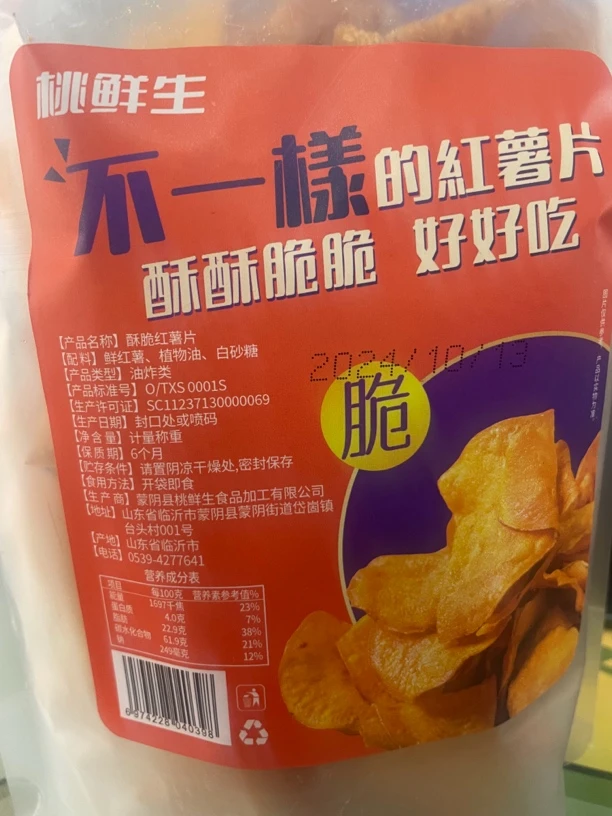 桃鲜生
不一樣的紅薯片
酥酥脆脆 好好吃
【产品名称】酥脆红薯片
【配料】鲜红薯、植物油、白砂糖
【产品类型】油炸类
【产品标准号】O/TXS 0001S
【生产许可证】SC11237130000069
【生产日期】封口处或喷码
【净含量】计量称重
【保质期】6个月
【贮存条件】请置阴凉干燥处,密封保存
【食用方法】开袋即食
【生产商】蒙阴县桃鲜生食品加工有限公司
【地址】山东省临沂市蒙阴县蒙阴街道岱崮镇
台头村001号
【产地】山东省临沂市
【电话】0539-4277641
2024/10/13
脆
营养成分表
项目 每100克 营养素参考值%
能量 1697千焦 23%
蛋白质 4.0克 7%
脂肪 22.9克 38%
碳水化合物 61.9克 21%
钠 249毫克 12%
6974228040398